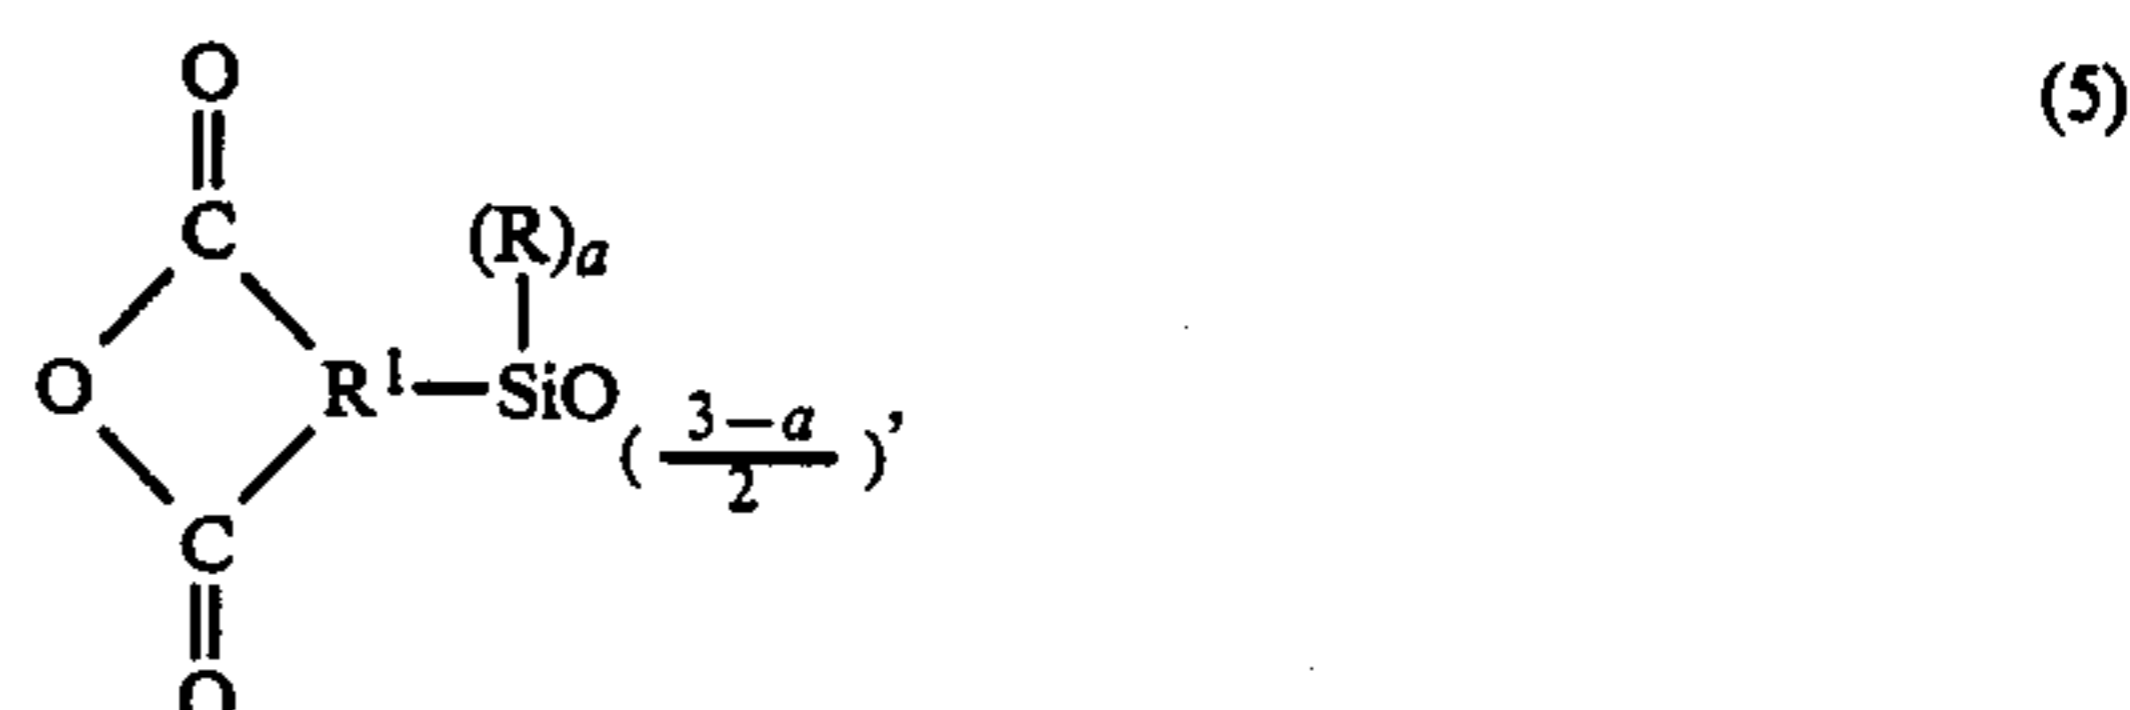 O (5)
C (R)a
O R¹—SiO(3−a/2),
C
O